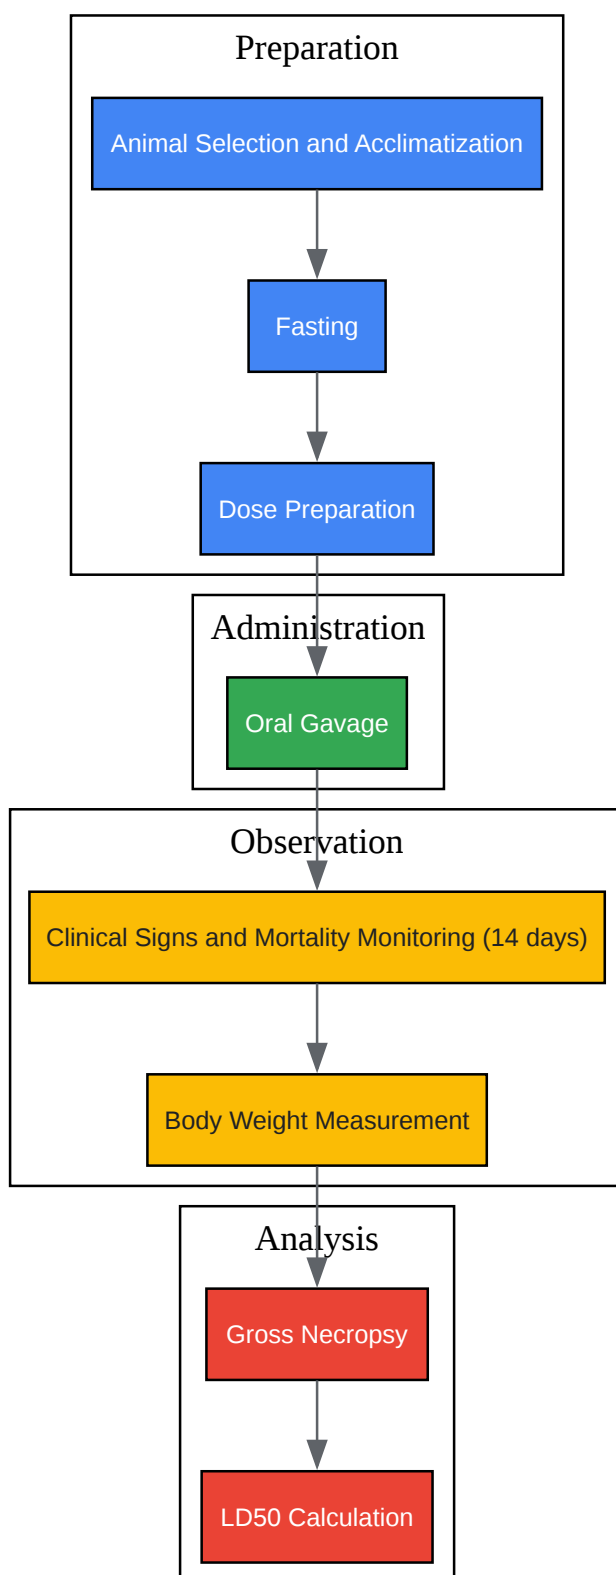 Preparation
Animal Selection and Acclimatization
Fasting
Dose Preparation
Administration
Oral Gavage
Observation
Clinical Signs and Mortality Monitoring (14 days)
Body Weight Measurement
Analysis
Gross Necropsy
LD50 Calculation